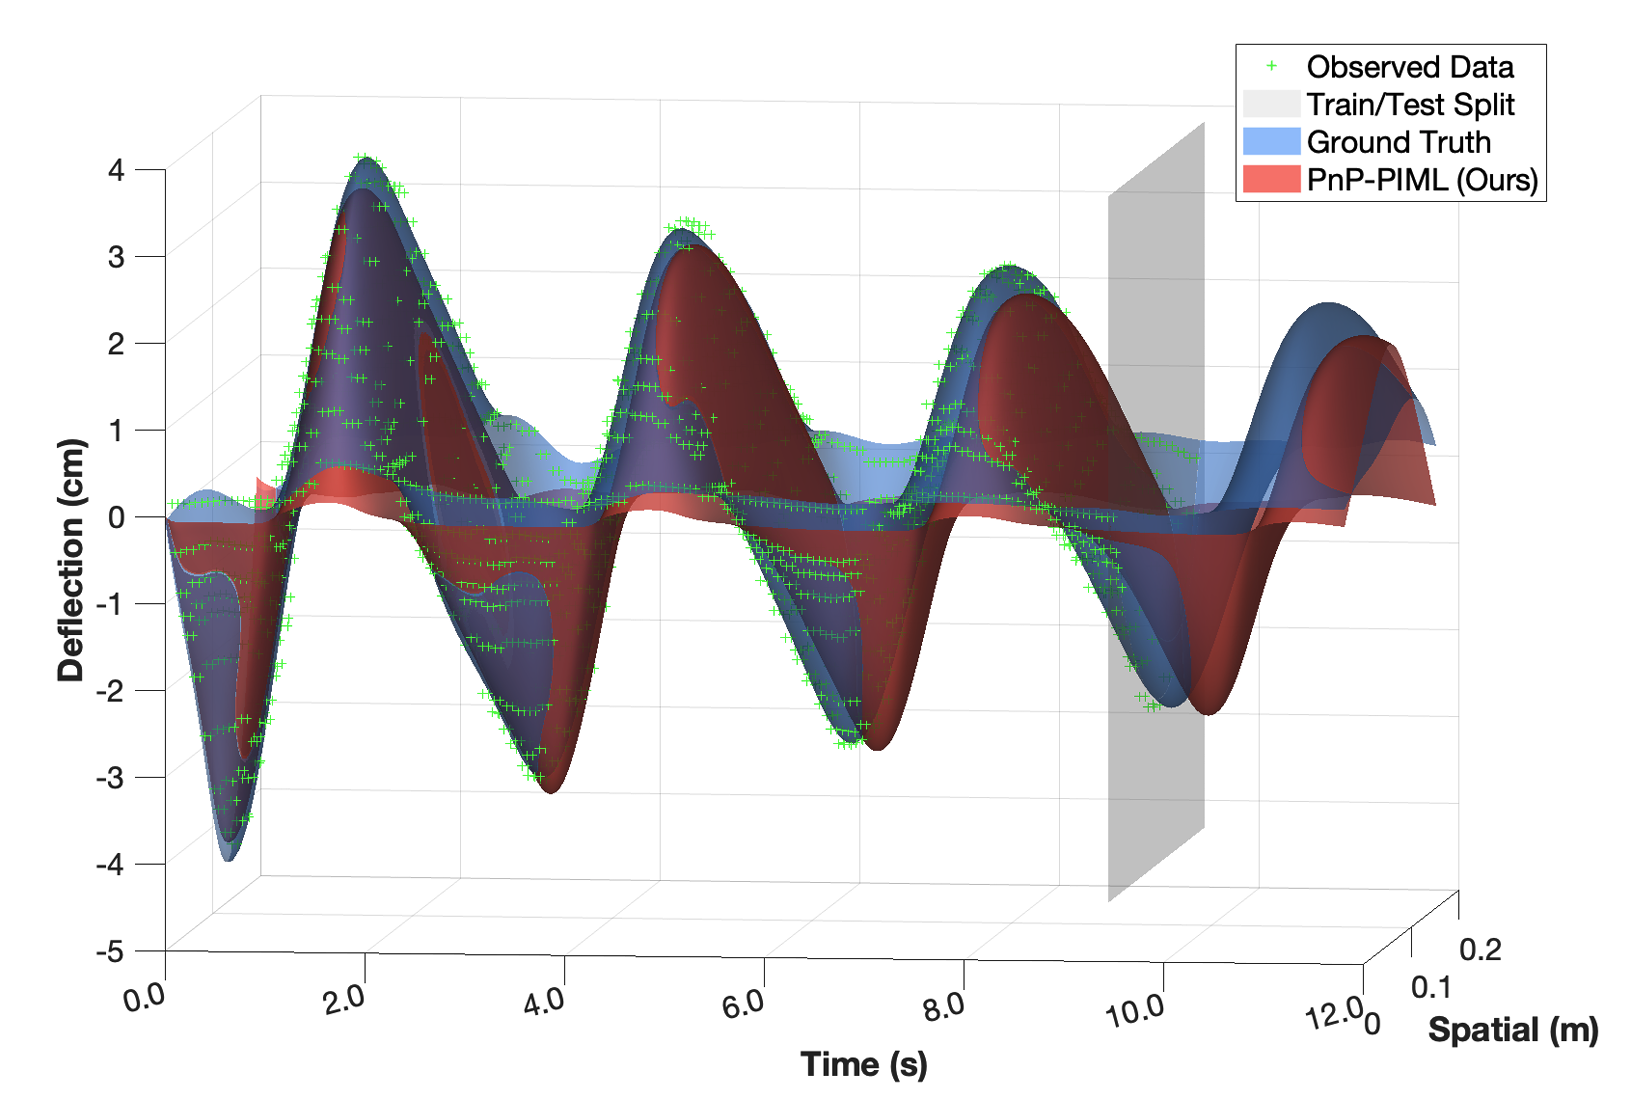 Observed Data
Train/Test Split
Ground Truth
PnP-PIML (Ours)
4
3
2
1
0
-1
-2
-3
-4
-5
Deflection (cm)
0.0
2.0
4.0
6.0
8.0
10.0
12.0
Time (s)
0
0.1
0.2
Spatial (m)